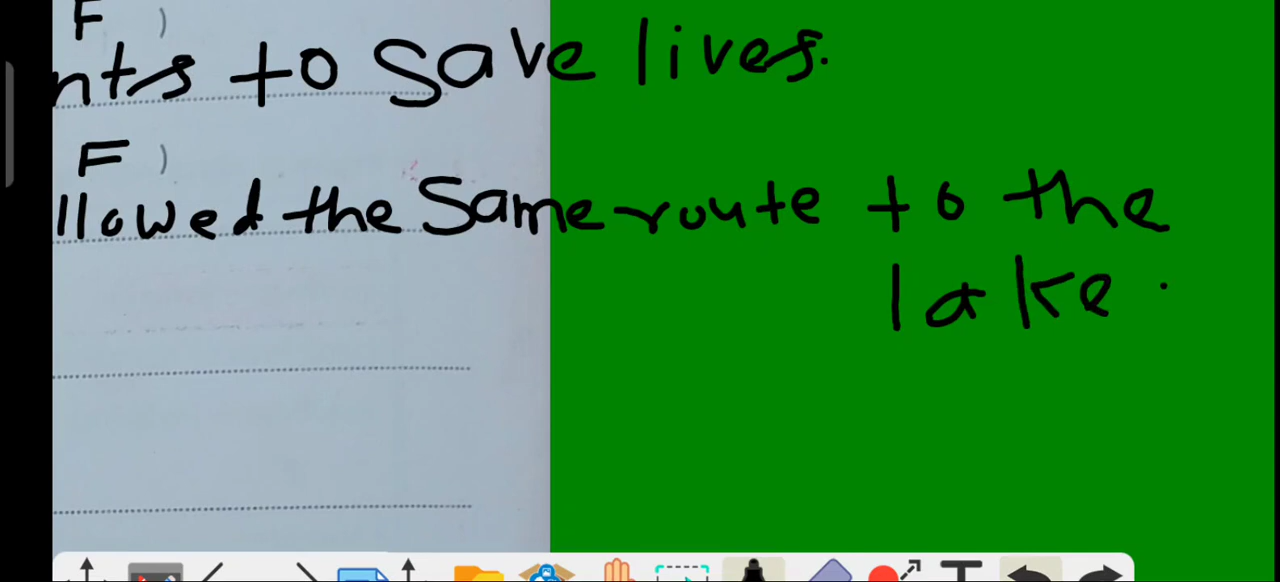 F )
nts to save lives.
F )
llowed the same route to the
lake.